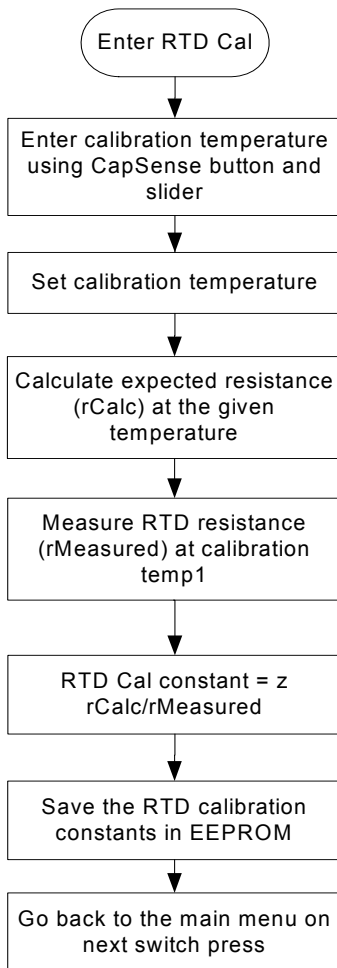 Enter RTD Cal
Enter calibration temperature
using CapSense button and
slider
Set calibration temperature
Calculate expected resistance
(rCalc) at the given
temperature
Measure RTD resistance
(rMeasured) at calibration
temp1
RTD Cal constant = z
rCalc/rMeasured
Save the RTD calibration
constants in EEPROM
Go back to the main menu on
next switch press